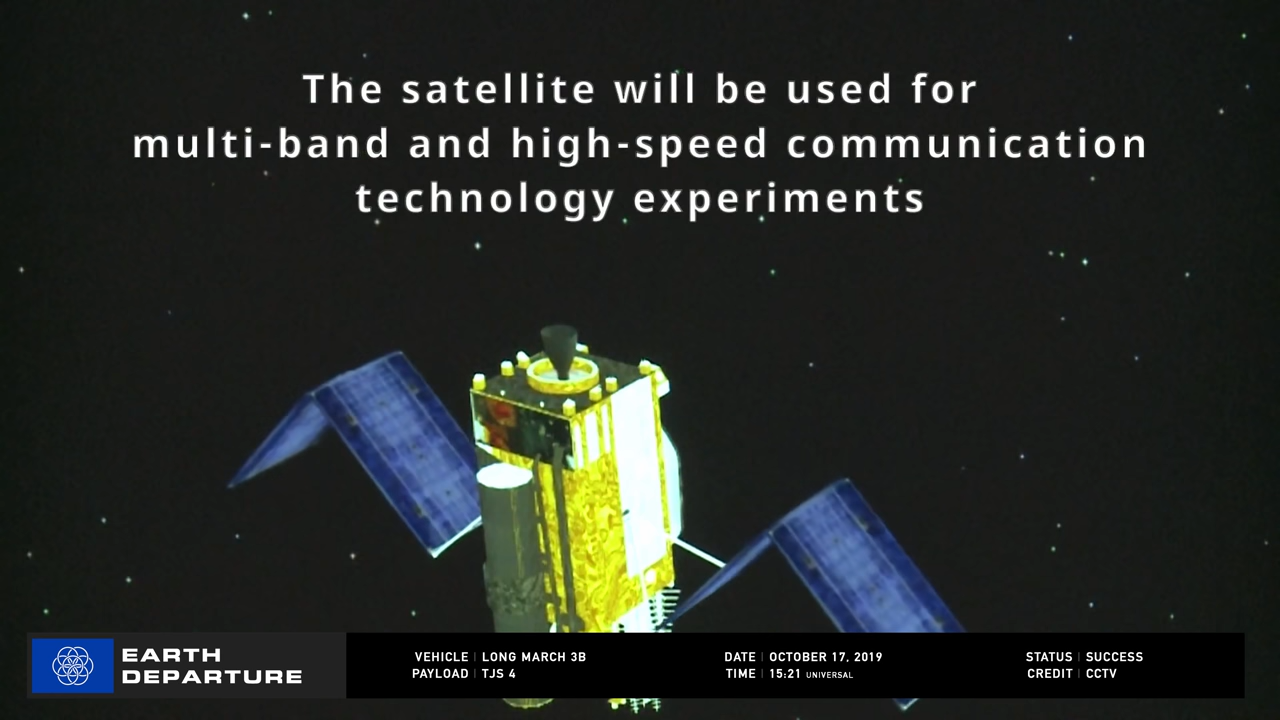 The satellite will be used for
multi-band and high-speed communication
technology experiments
EARTH
DEPARTURE
VEHICLE | LONG MARCH 3B
PAYLOAD | TJS 4
DATE | OCTOBER 17, 2019
TIME | 15:21 UNIVERSAL
STATUS | SUCCESS
CREDIT | CCTV